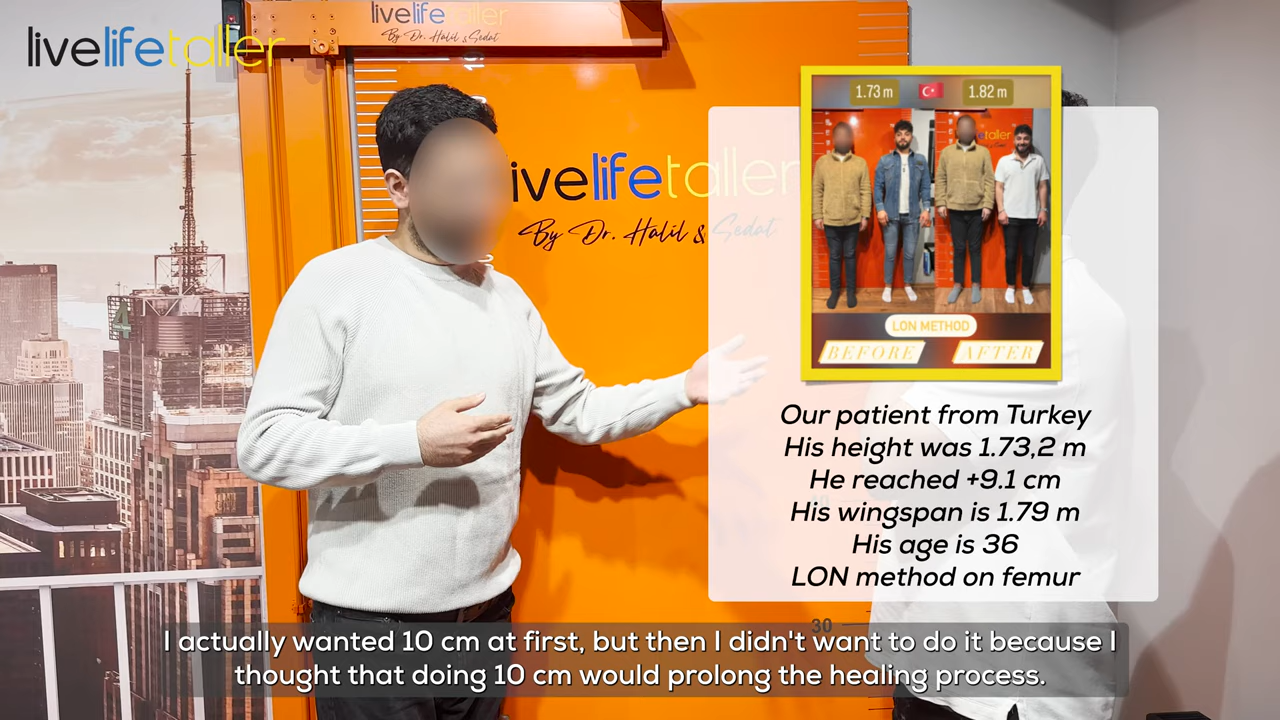 livelifetaller
livelifetaller
By Dr. Halil & Sedat
livelifetaller
By Dr. Halil & Sedat
1.73 m
1.82 m
taller
LON METHOD
BEFORE
AFTER
Our patient from Turkey
His height was 1.73,2 m
He reached +9.1 cm
His wingspan is 1.79 m
His age is 36
LON method on femur
30
I actually wanted 10 cm at first, but then I didn't want to do it because I
thought that doing 10 cm would prolong the healing process.